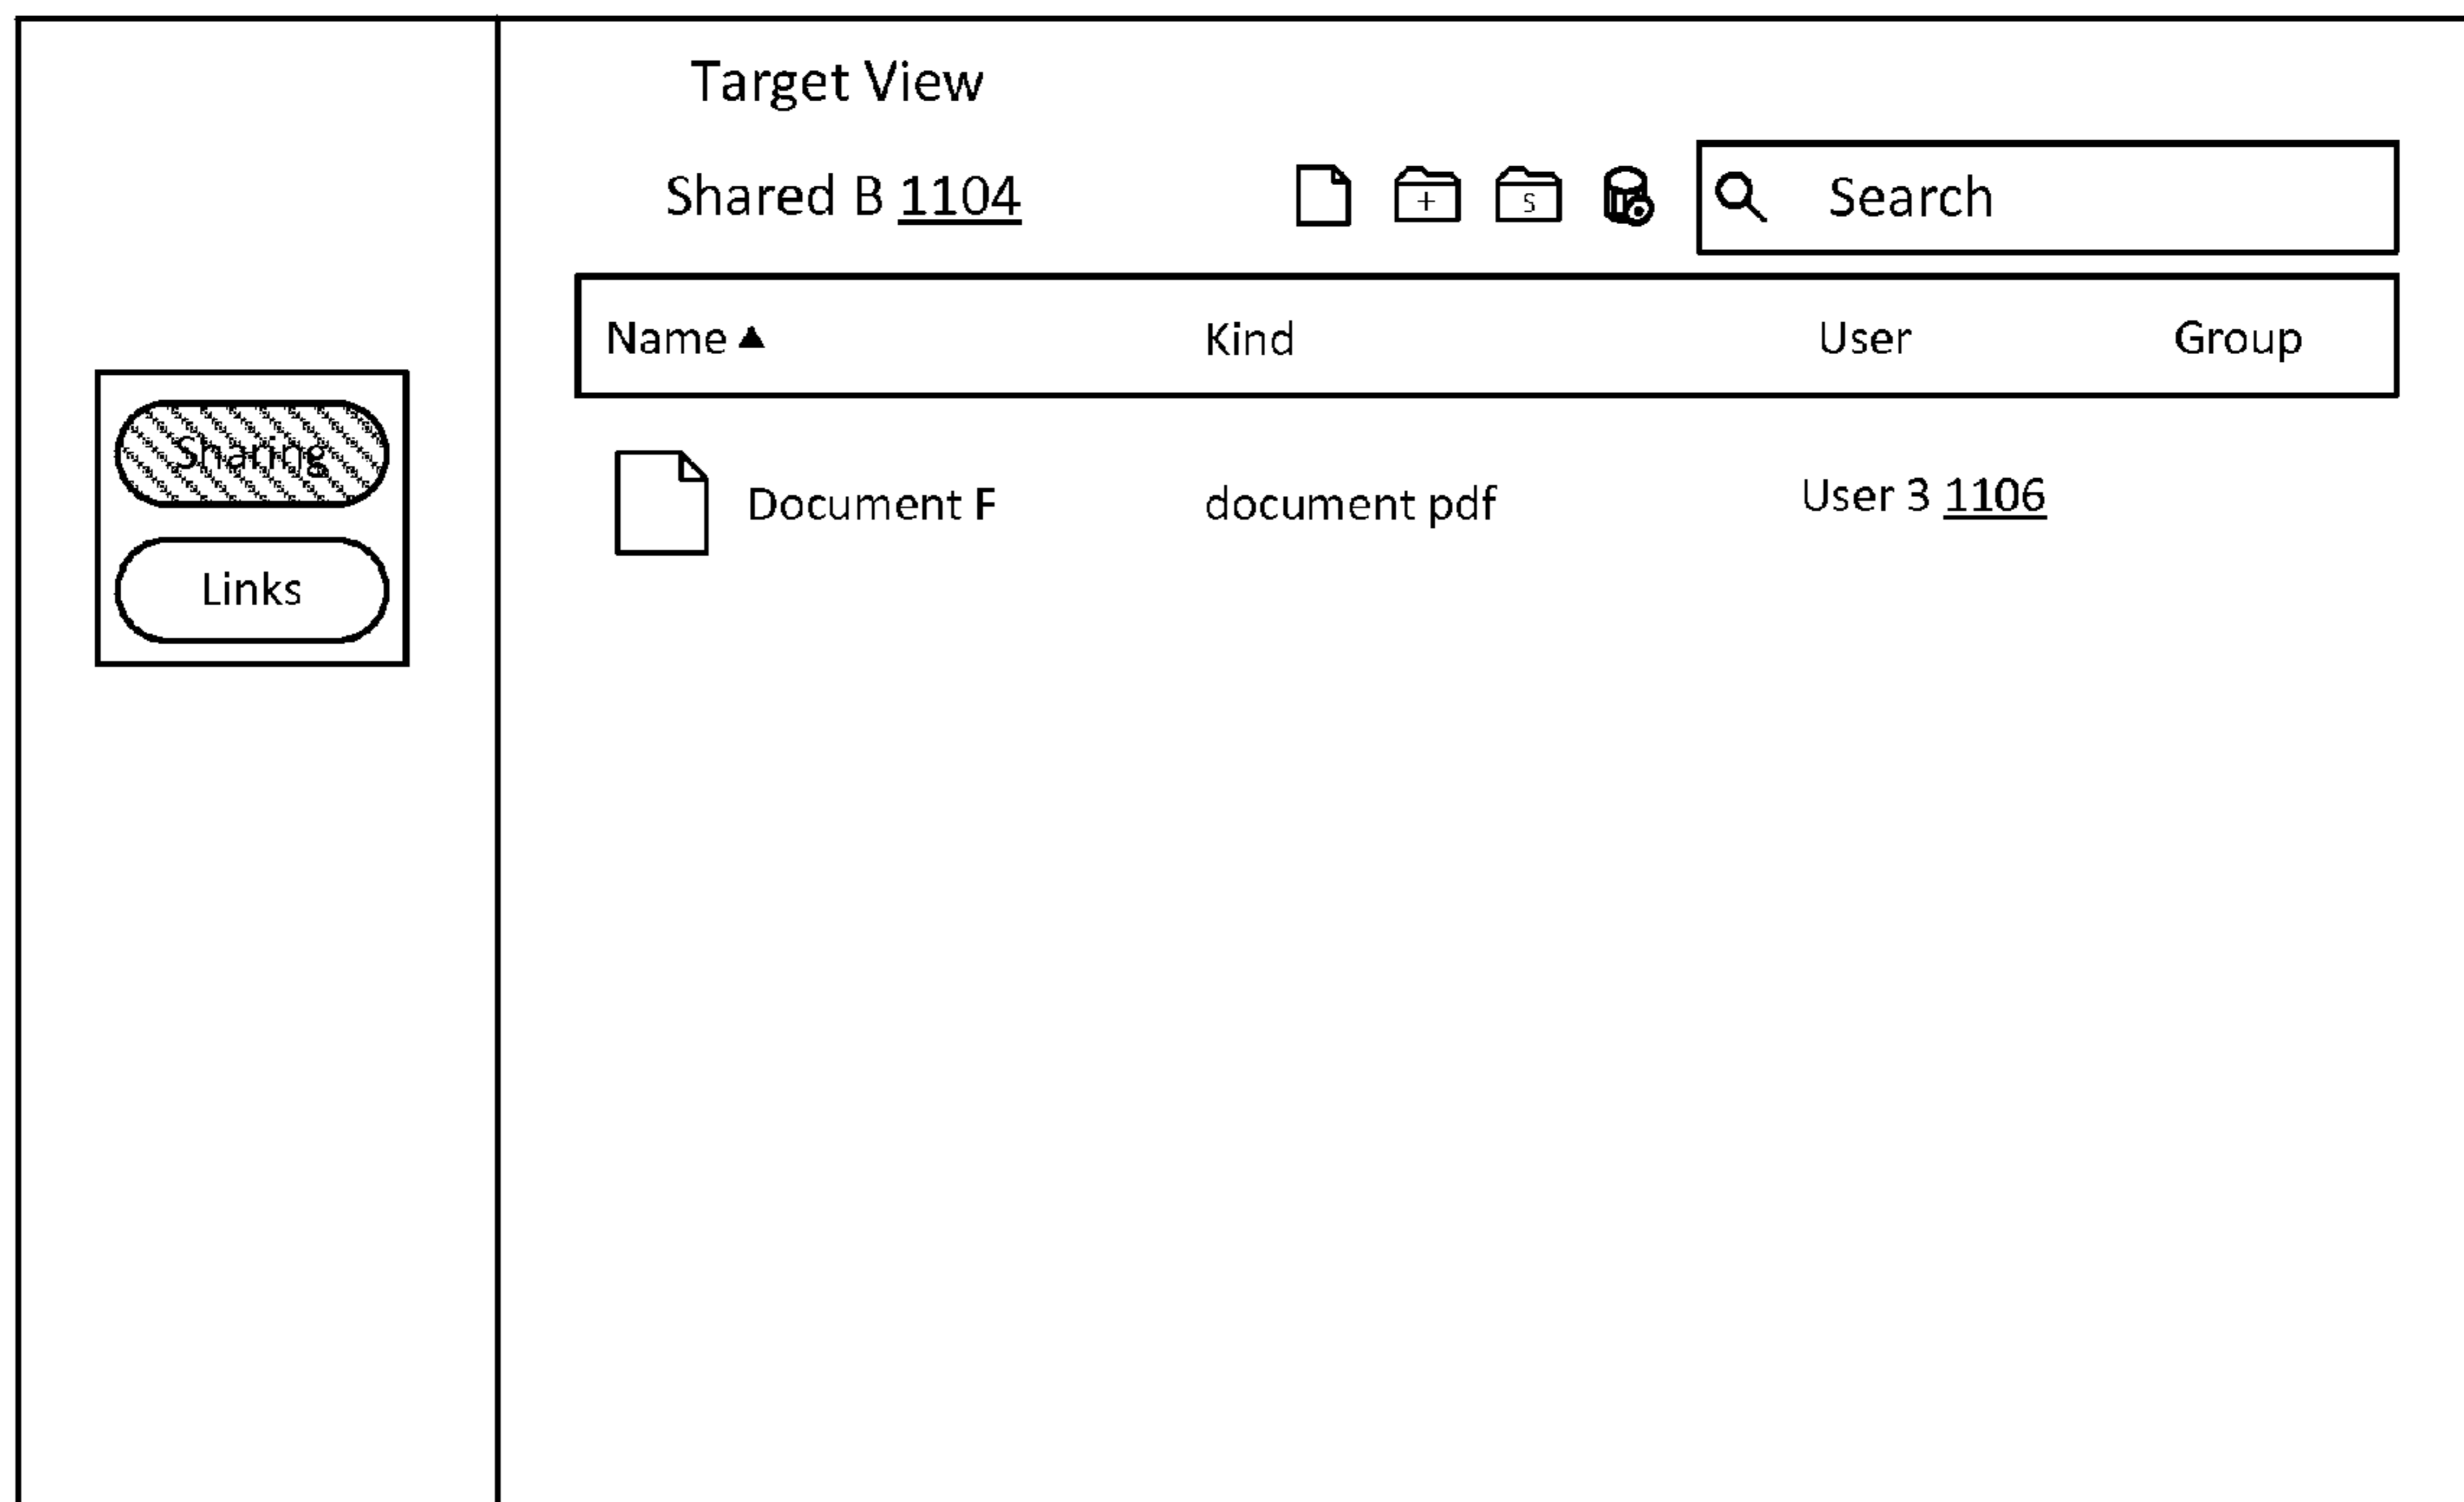 Target View
Shared B 1104
+ S Search
Name ▲ Kind User Group
Sharing
Document F document pdf User 3 1106
Links